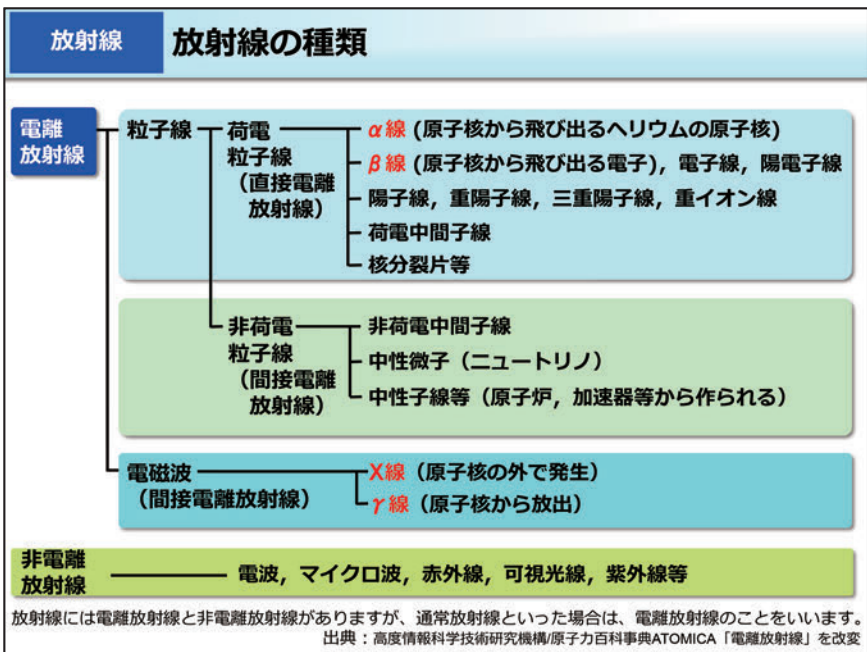 放射線
放射線の種類
電離
放射線
粒子線
荷電
粒子線
（直接電離
放射線）
α線 (原子核から飛び出るヘリウムの原子核)
β線 (原子核から飛び出る電子)，電子線，陽電子線
陽子線，重陽子線，三重陽子線，重イオン線
荷電中間子線
核分裂片等
非荷電
粒子線
（間接電離
放射線）
非荷電中間子線
中性微子（ニュートリノ）
中性子線等（原子炉，加速器等から作られる）
電磁波
（間接電離放射線）
X線（原子核の外で発生）
γ線（原子核から放出）
非電離
放射線
電波，マイクロ波，赤外線，可視光線，紫外線等
放射線には電離放射線と非電離放射線がありますが、通常放射線といった場合は、電離放射線のことをいいます。
出典：高度情報科学技術研究機構/原子力百科事典ATOMICA「電離放射線」を改変